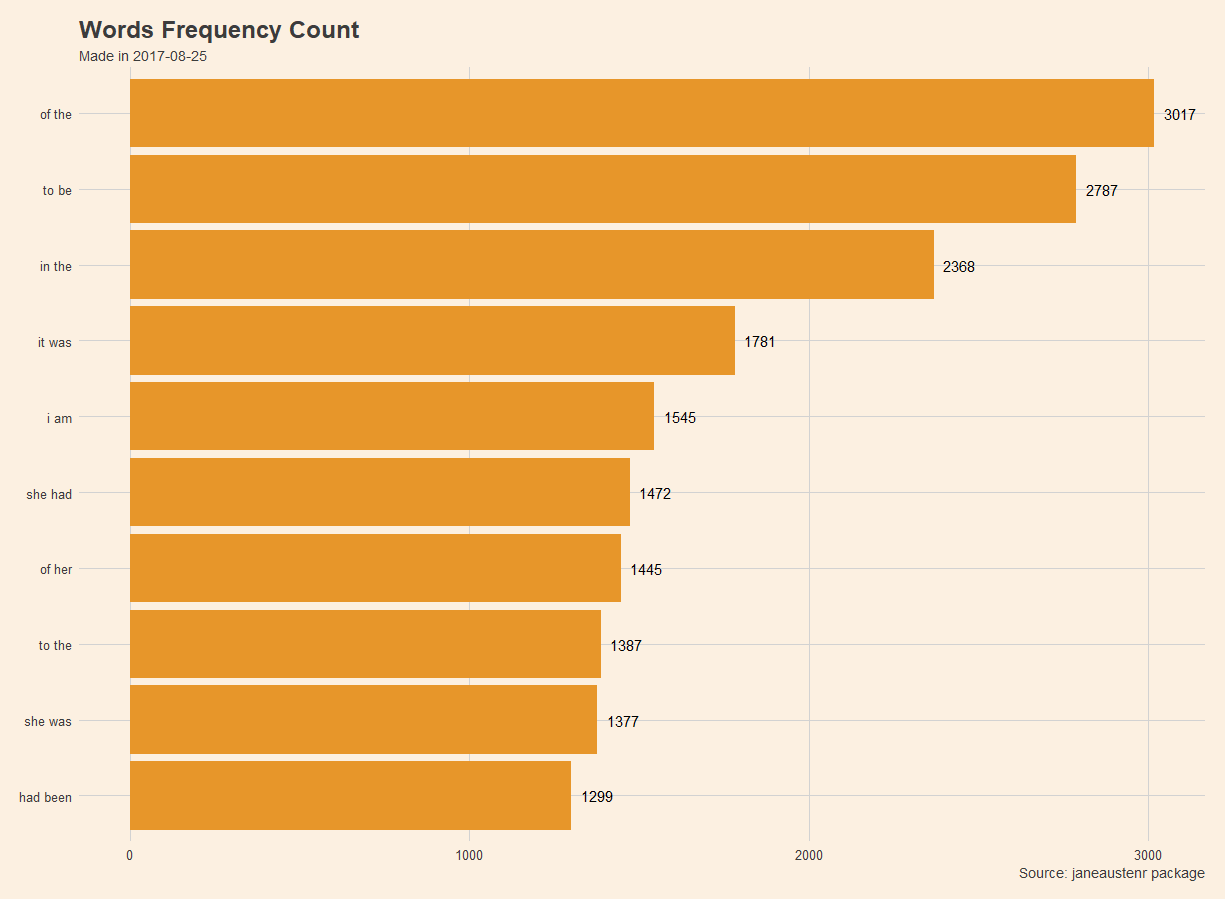 Words Frequency Count
Made in 2017-08-25
of the 3017
to be 2787
in the 2368
it was 1781
i am 1545
she had 1472
of her 1445
to the 1387
she was 1377
had been 1299
0 1000 2000 3000
Source: janeaustenr package